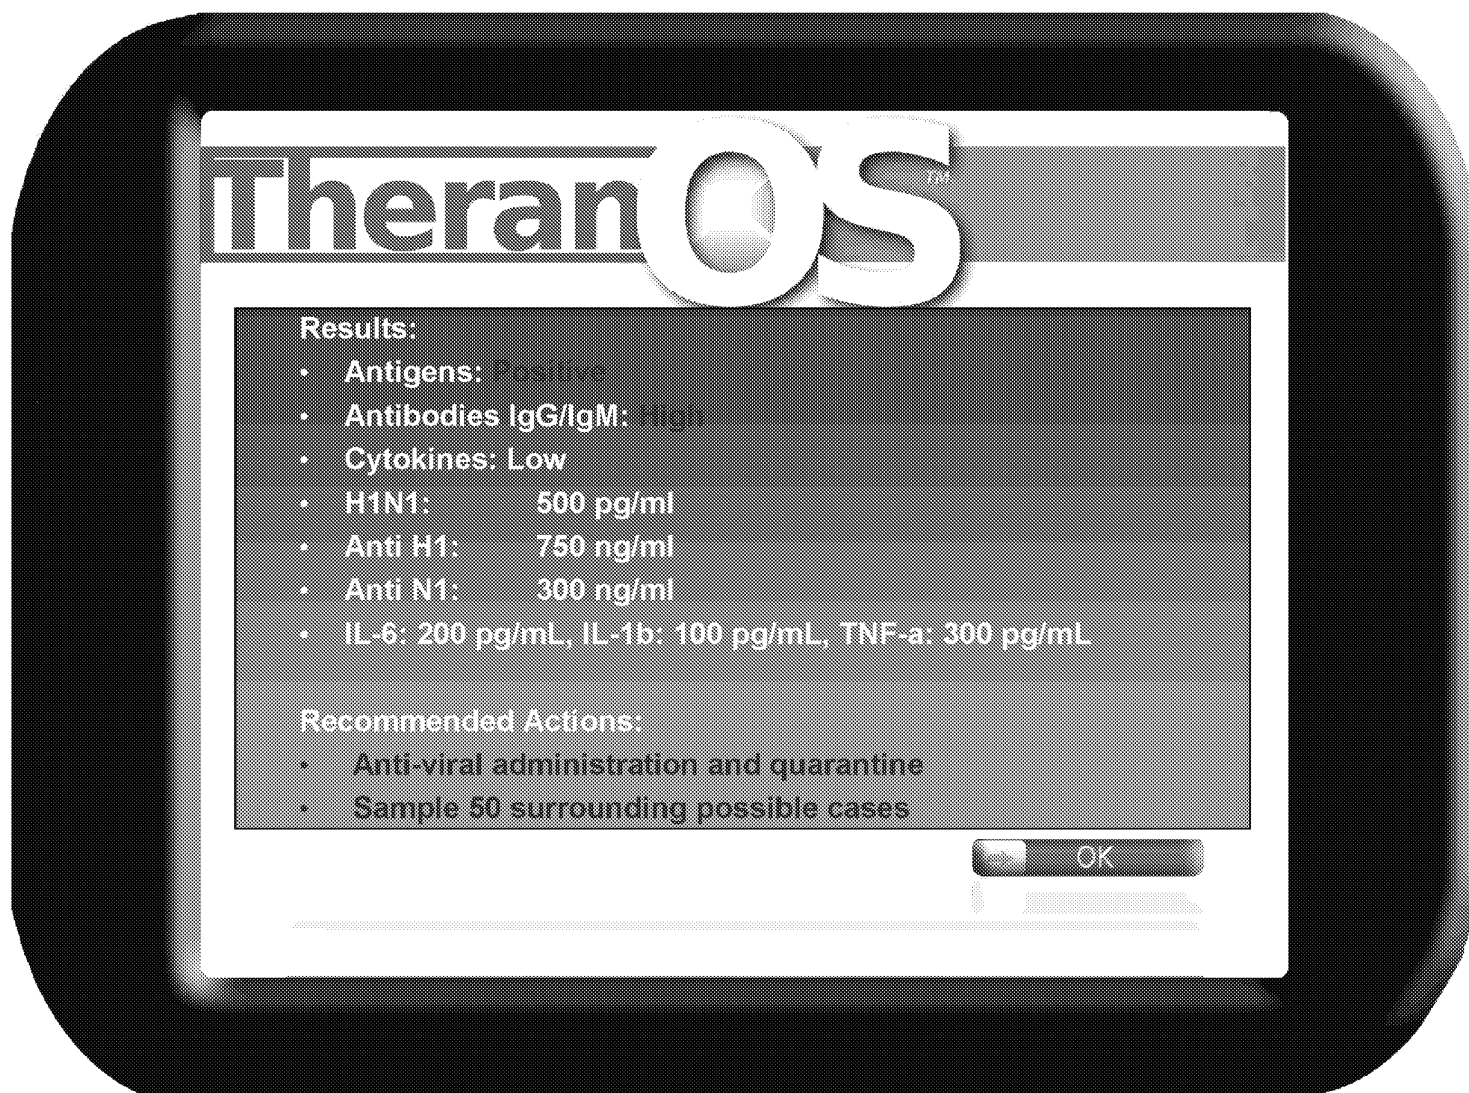 TheranOS™
Results:
• Antigens: Positive
• Antibodies IgG/IgM: High
• Cytokines: Low
• H1N1: 500 pg/ml
• Anti H1: 750 ng/ml
• Anti N1: 300 ng/ml
• IL-6: 200 pg/mL, IL-1b: 100 pg/mL, TNF-a: 300 pg/mL
Recommended Actions:
• Anti-viral administration and quarantine
• Sample 50 surrounding possible cases
OK